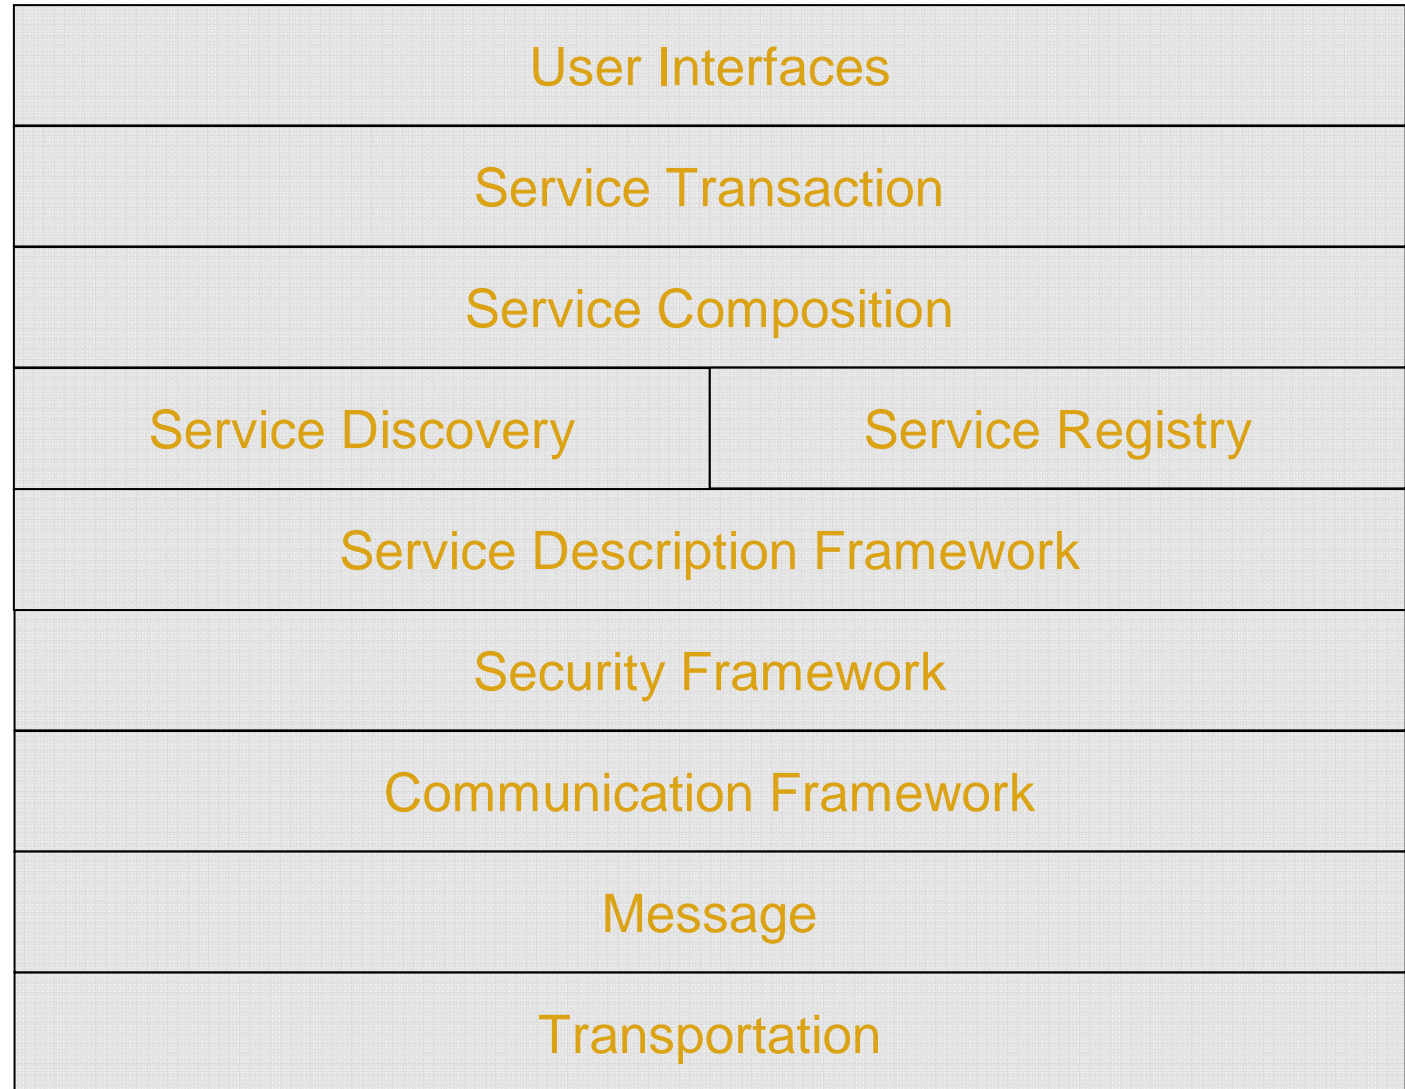 User Interfaces
Service Transaction
Service Composition
Service Discovery
Service Registry
Service Description Framework
Security Framework
Communication Framework
Message
Transportation